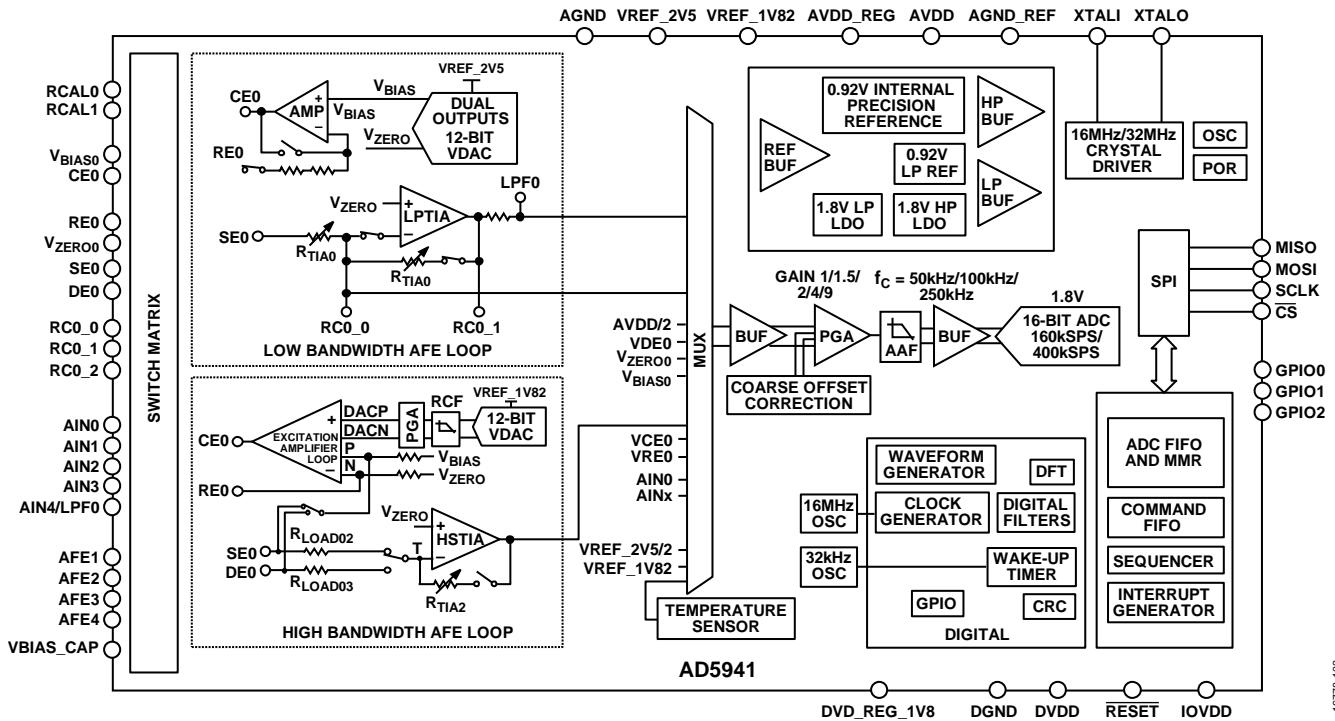 AGND VREF_2V5 VREF_1V82 AVDD_REG AVDD AGND_REF XTALI XTALO
RCAL0
RCAL1
VBIAS0
CE0
RE0
VZERO0
SE0
DE0
RC0_0
RC0_1
RC0_2
AIN0
AIN1
AIN2
AIN3
AIN4/LPF0
AFE1
AFE2
AFE3
AFE4
VBIAS_CAP
SWITCH MATRIX
VREF_2V5
CE0
AMP
+
VBIAS
VBIAS
–
VZERO
DUAL
OUTPUTS
12-BIT
VDAC
RE0
LPF0
VZERO
+
LPTIA
–
SE0
RTIA0
RTIA0
RC0_0
RC0_1
LOW BANDWIDTH AFE LOOP
VREF_1V82
DACP
DACN
PGA
RCF
12-BIT
VDAC
CE0
+
EXCITATION
AMPLIFIER
LOOP
P
N
–
VBIAS
VZERO
RE0
VZERO
+
HSTIA
–
T
SE0
RLOAD02
DE0
RLOAD03
RTIA2
HIGH BANDWIDTH AFE LOOP
MUX
AVDD/2
VDE0
VZERO0
VBIAS0
VCE0
VRE0
AIN0
AINx
VREF_2V5/2
VREF_1V82
TEMPERATURE
SENSOR
0.92V INTERNAL
PRECISION
REFERENCE
HP
BUF
REF
BUF
0.92V
LP REF
LP
BUF
1.8V LP
LDO
1.8V HP
LDO
16MHz/32MHz
CRYSTAL
DRIVER
OSC
POR
GAIN 1/1.5/
2/4/9
fC = 50kHz/100kHz/
250kHz
1.8V
BUF
PGA
AAF
BUF
16-BIT ADC
160kSPS/
400kSPS
COARSE OFFSET
CORRECTION
SPI
MISO
MOSI
SCLK
CS
GPIO0
GPIO1
GPIO2
WAVEFORM
GENERATOR
DFT
16MHz
OSC
CLOCK
GENERATOR
DIGITAL
FILTERS
32kHz
OSC
WAKE-UP
TIMER
GPIO
CRC
DIGITAL
ADC FIFO
AND MMR
COMMAND
FIFO
SEQUENCER
INTERRUPT
GENERATOR
AD5941
DVD_REG_1V8 DGND DVDD RESET IOVDD